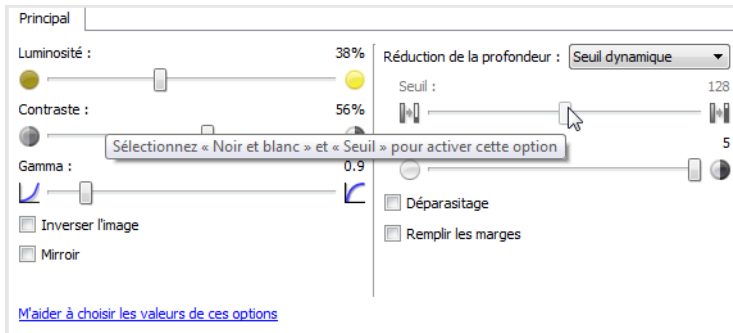 Principal
Luminosité : 38%
Contraste : 56%
Sélectionnez « Noir et blanc » et « Seuil » pour activer cette option
Gamma : 0.9
Inverser l'image
Mirroir
M'aider à choisir les valeurs de ces options
Réduction de la profondeur : Seuil dynamique
Seuil : 128
5
Déparasitage
Remplir les marges